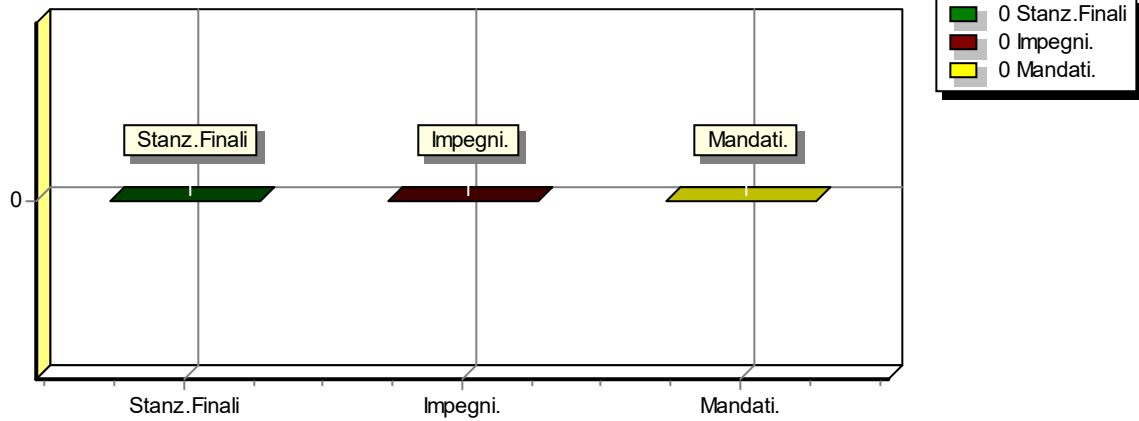 0 Stanz.Finali
0 Impegni.
0 Mandati.
Stanz.Finali
Impegni.
Mandati.
0
Stanz.Finali
Impegni.
Mandati.